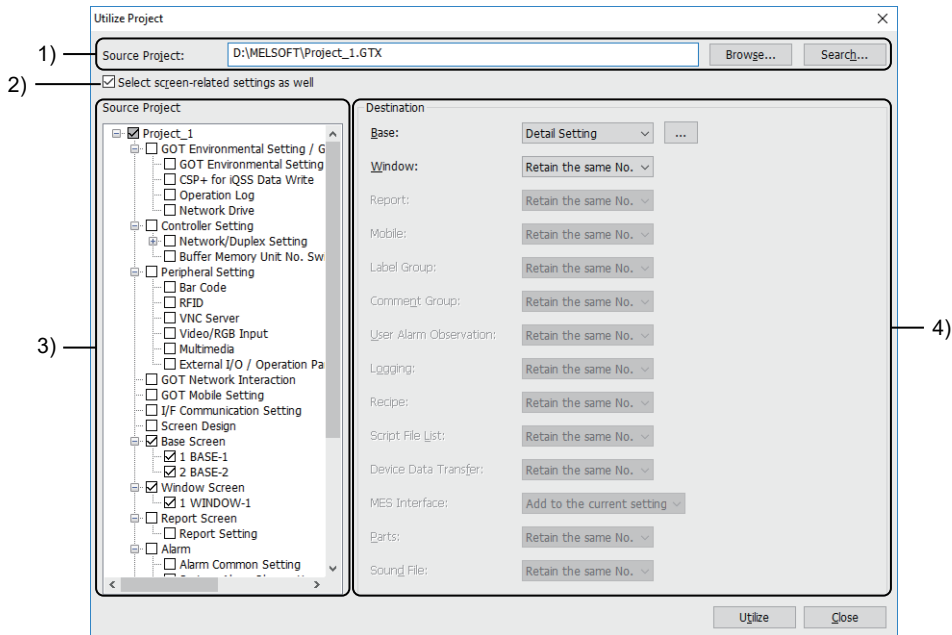 Utilize Project
1)
Source Project: D:\MELSOFT\Project_1.GTX Browse... Search...
2)
Select screen-related settings as well
3)
Source Project
Project_1
GOT Environmental Setting / G
GOT Environmental Setting
CSP+ for iQSS Data Write
Operation Log
Network Drive
Controller Setting
Network/Duplex Setting
Buffer Memory Unit No. Sw
Peripheral Setting
Bar Code
RFID
VNC Server
Video/RGB Input
Multimedia
External I/O / Operation Pa
GOT Network Interaction
GOT Mobile Setting
I/F Communication Setting
Screen Design
Base Screen
1 BASE-1
2 BASE-2
Window Screen
1 WINDOW-1
Report Screen
Report Setting
Alarm
Alarm Common Setting
4)
Destination
Base: Detail Setting ...
Window: Retain the same No.
Report: Retain the same No.
Mobile: Retain the same No.
Label Group: Retain the same No.
Comment Group: Retain the same No.
User Alarm Observation: Retain the same No.
Logging: Retain the same No.
Recipe: Retain the same No.
Script File List: Retain the same No.
Device Data Transfer: Retain the same No.
MES Interface: Add to the current setting
Parts: Retain the same No.
Sound File: Retain the same No.
Utilize Close